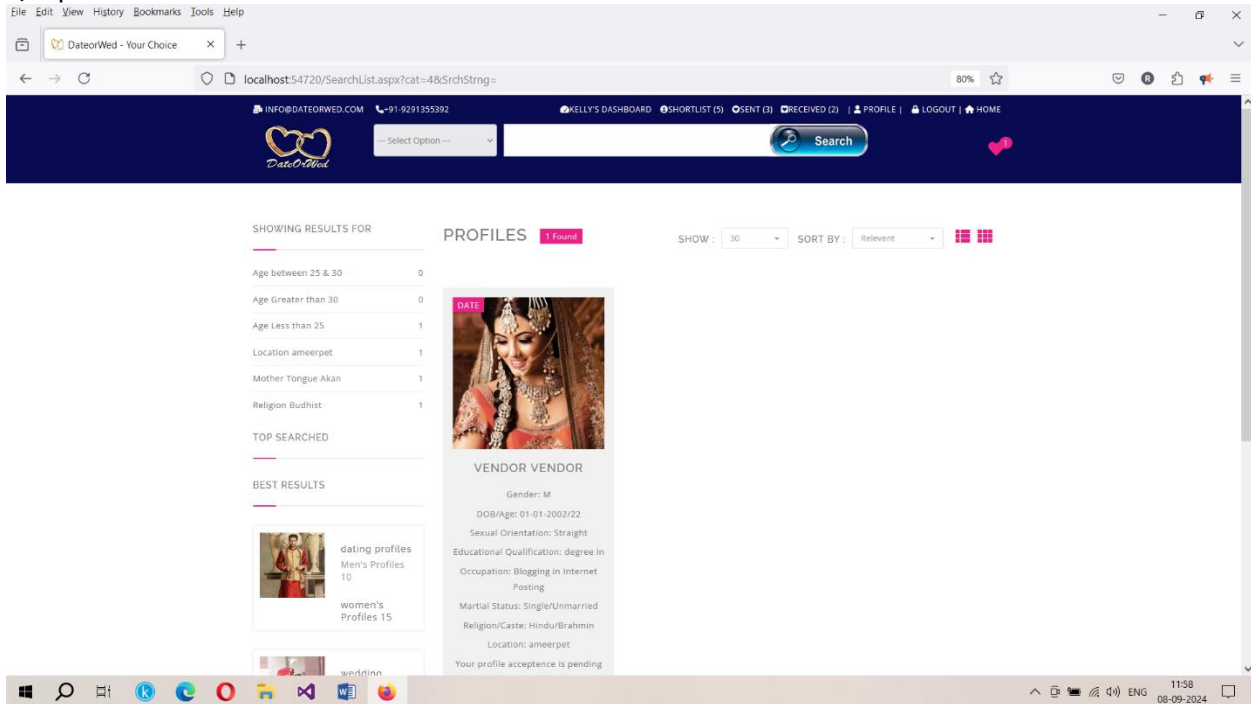 File Edit View History Bookmarks Tools Help
DateorWed - Your Choice
localhost:54720/SearchList.aspx?cat=4&SrchStrng=
80%
INFO@DATEORWED.COM +91-9291355392 KELLY'S DASHBOARD SHORTLIST (5) SENT (3) RECEIVED (2) | PROFILE | LOGOUT | HOME
DateOrWed
--- Select Option ---
Search
1
SHOWING RESULTS FOR
Age between 25 & 30 0
Age Greater than 30 0
Age Less than 25 1
Location ameerpet 1
Mother Tongue Akan 1
Religion Budhist 1
TOP SEARCHED
BEST RESULTS
dating profiles
Men's Profiles
10
women's
Profiles 15
wedding
PROFILES 1 Found
SHOW : 30 SORT BY : Relevent
DATE
VENDOR VENDOR
Gender: M
DOB/Age: 01-01-2002/22
Sexual Orientation: Straight
Educational Qualification: degree in
Occupation: Blogging in Internet
Posting
Martial Status: Single/Unmarried
Religion/Caste: Hindu/Brahmin
Location: ameerpet
Your profile acceptence is pending
ENG
11:58
08-09-2024